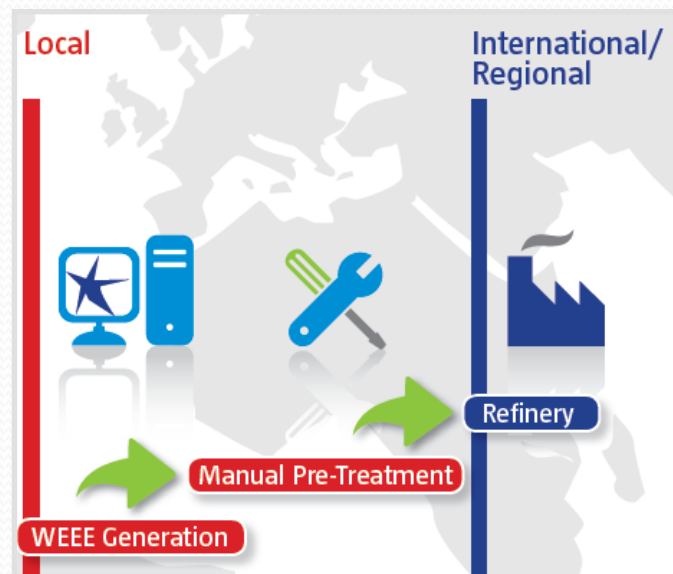 Local
International/
Regional
Refinery
Manual Pre-Treatment
WEEE Generation